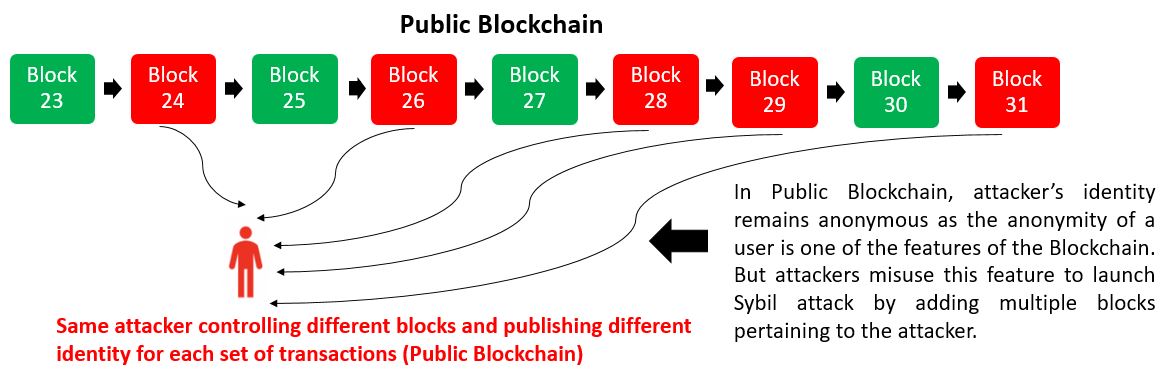 Public Blockchain
Block
23
Block
24
Block
25
Block
26
Block
27
Block
28
Block
29
Block
30
Block
31
In Public Blockchain, attacker's identity
remains anonymous as the anonymity of a
user is one of the features of the Blockchain.
But attackers misuse this feature to launch
Sybil attack by adding multiple blocks
pertaining to the attacker.
Same attacker controlling different blocks and publishing different
identity for each set of transactions (Public Blockchain)